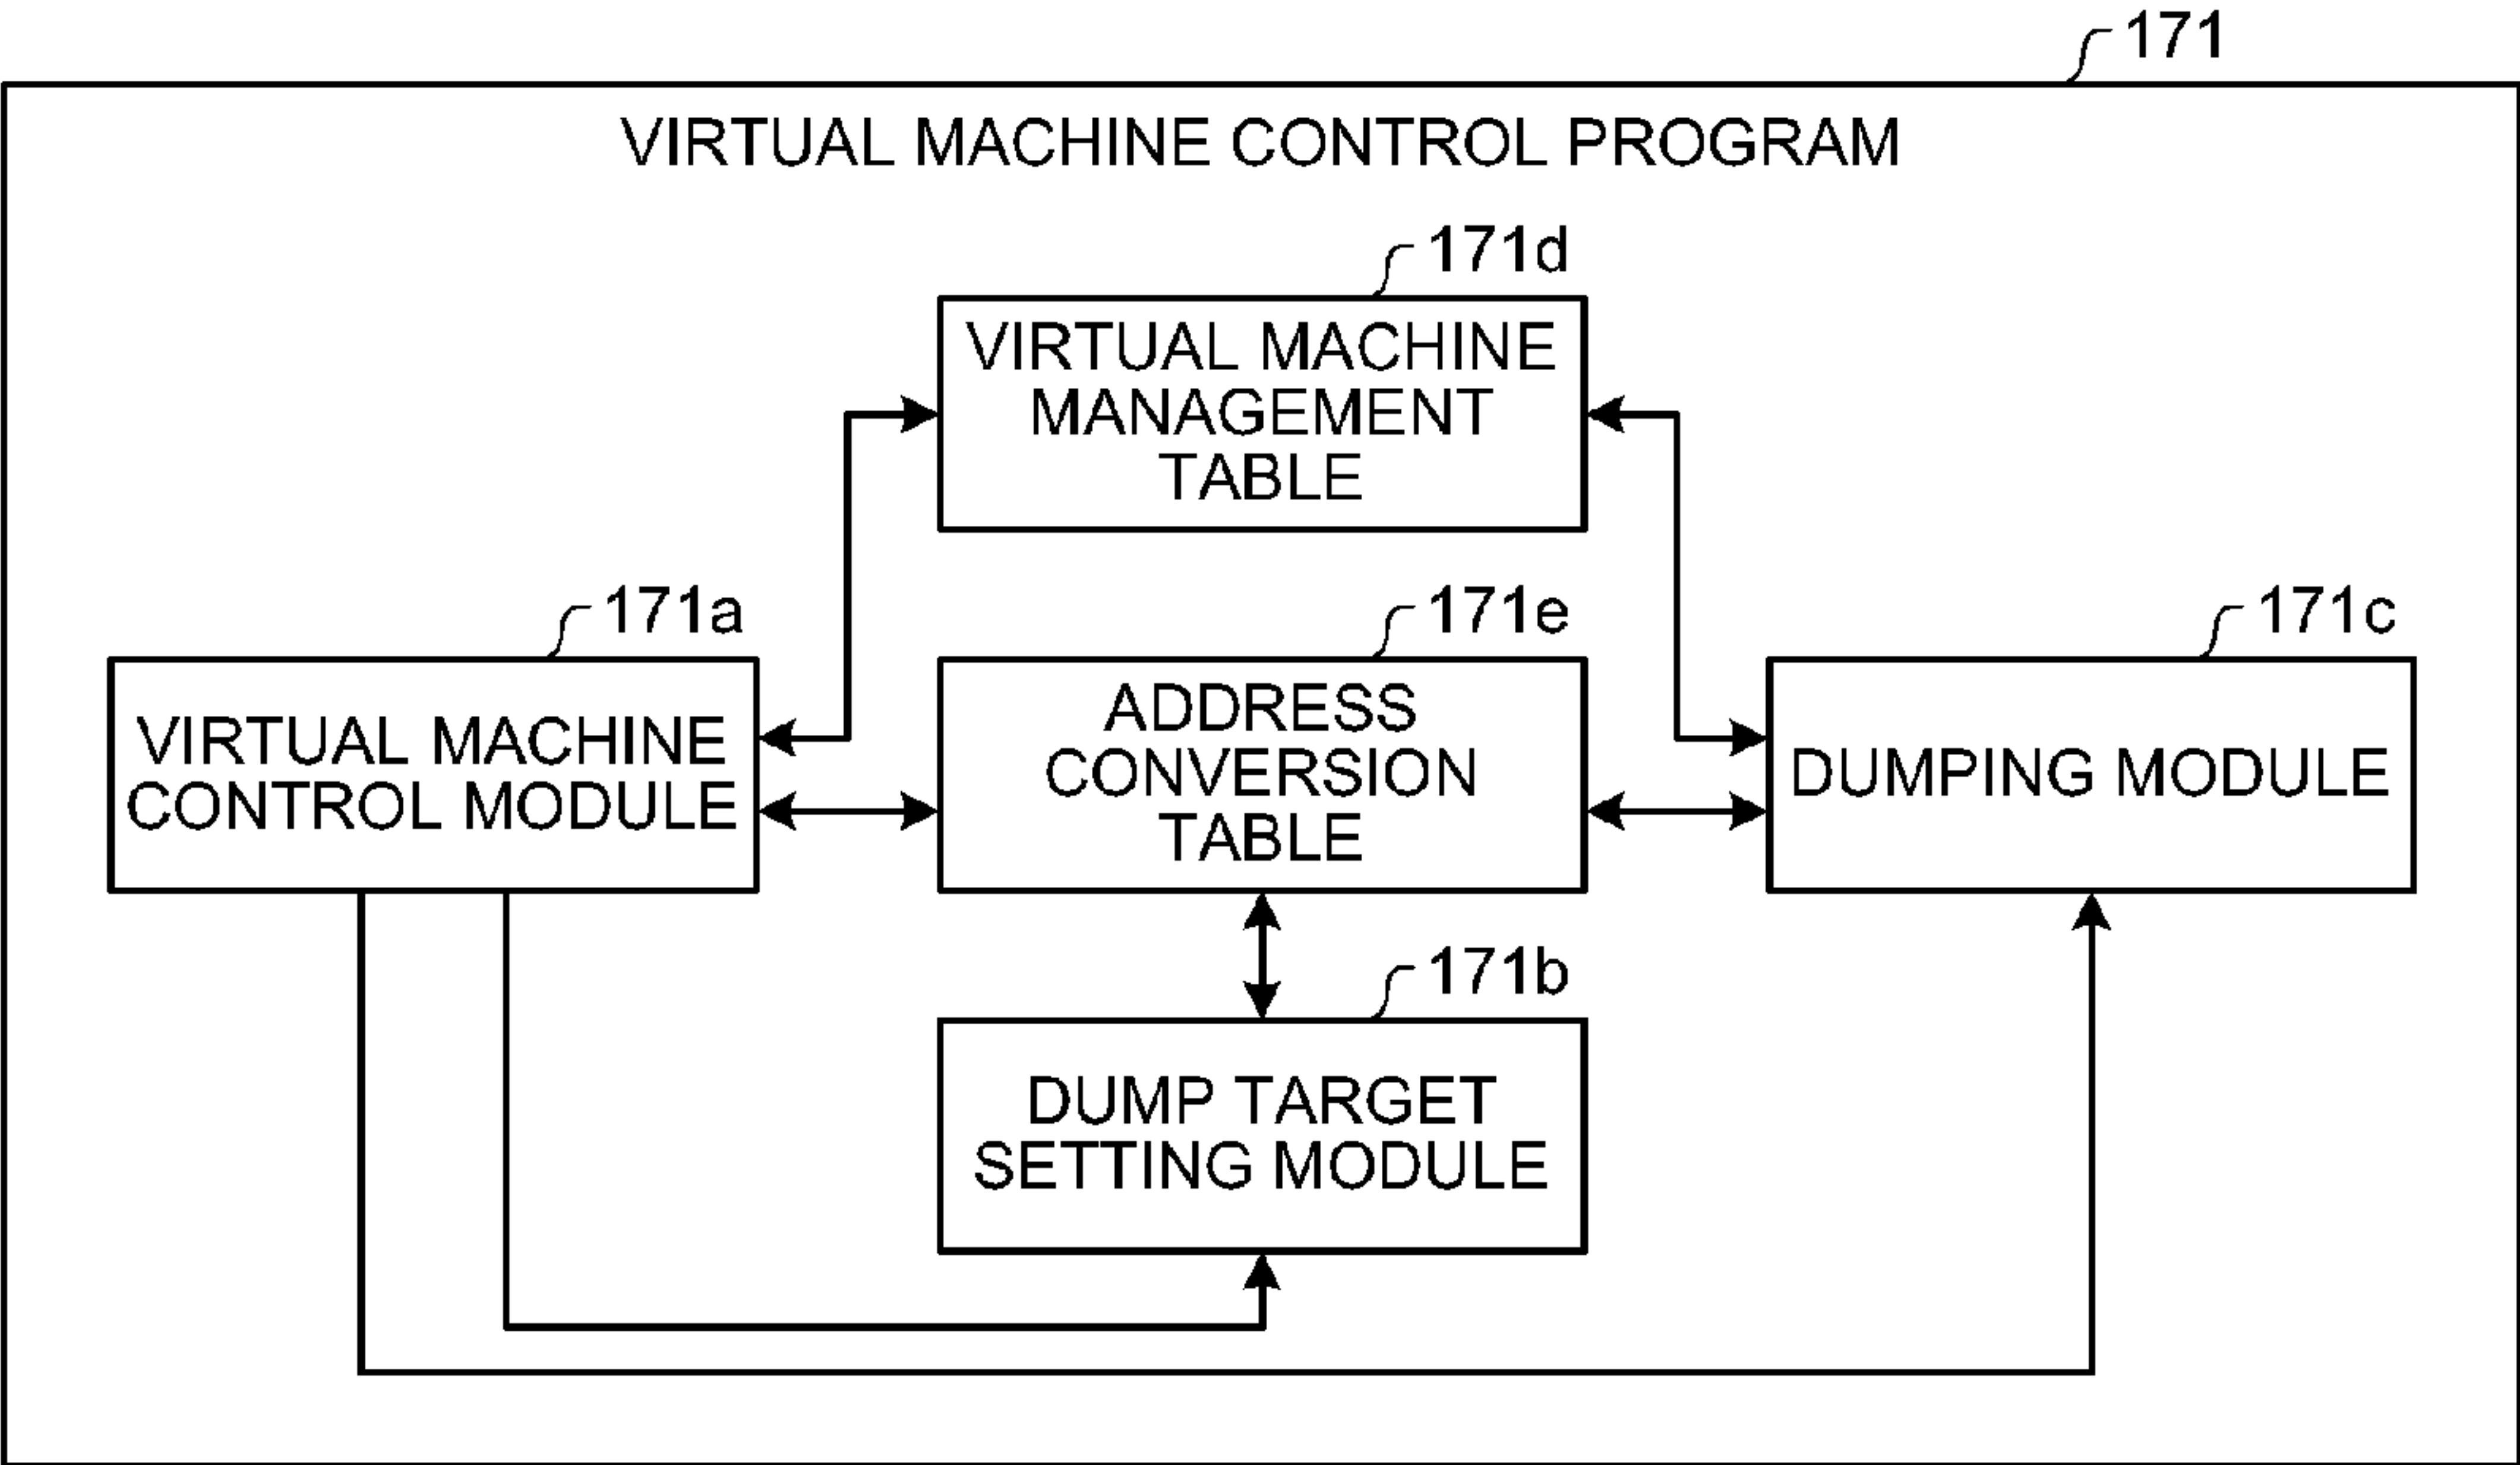 171
VIRTUAL MACHINE CONTROL PROGRAM
171d
VIRTUAL MACHINE
MANAGEMENT
TABLE
171a
VIRTUAL MACHINE
CONTROL MODULE
171e
ADDRESS
CONVERSION
TABLE
171c
DUMPING MODULE
171b
DUMP TARGET
SETTING MODULE